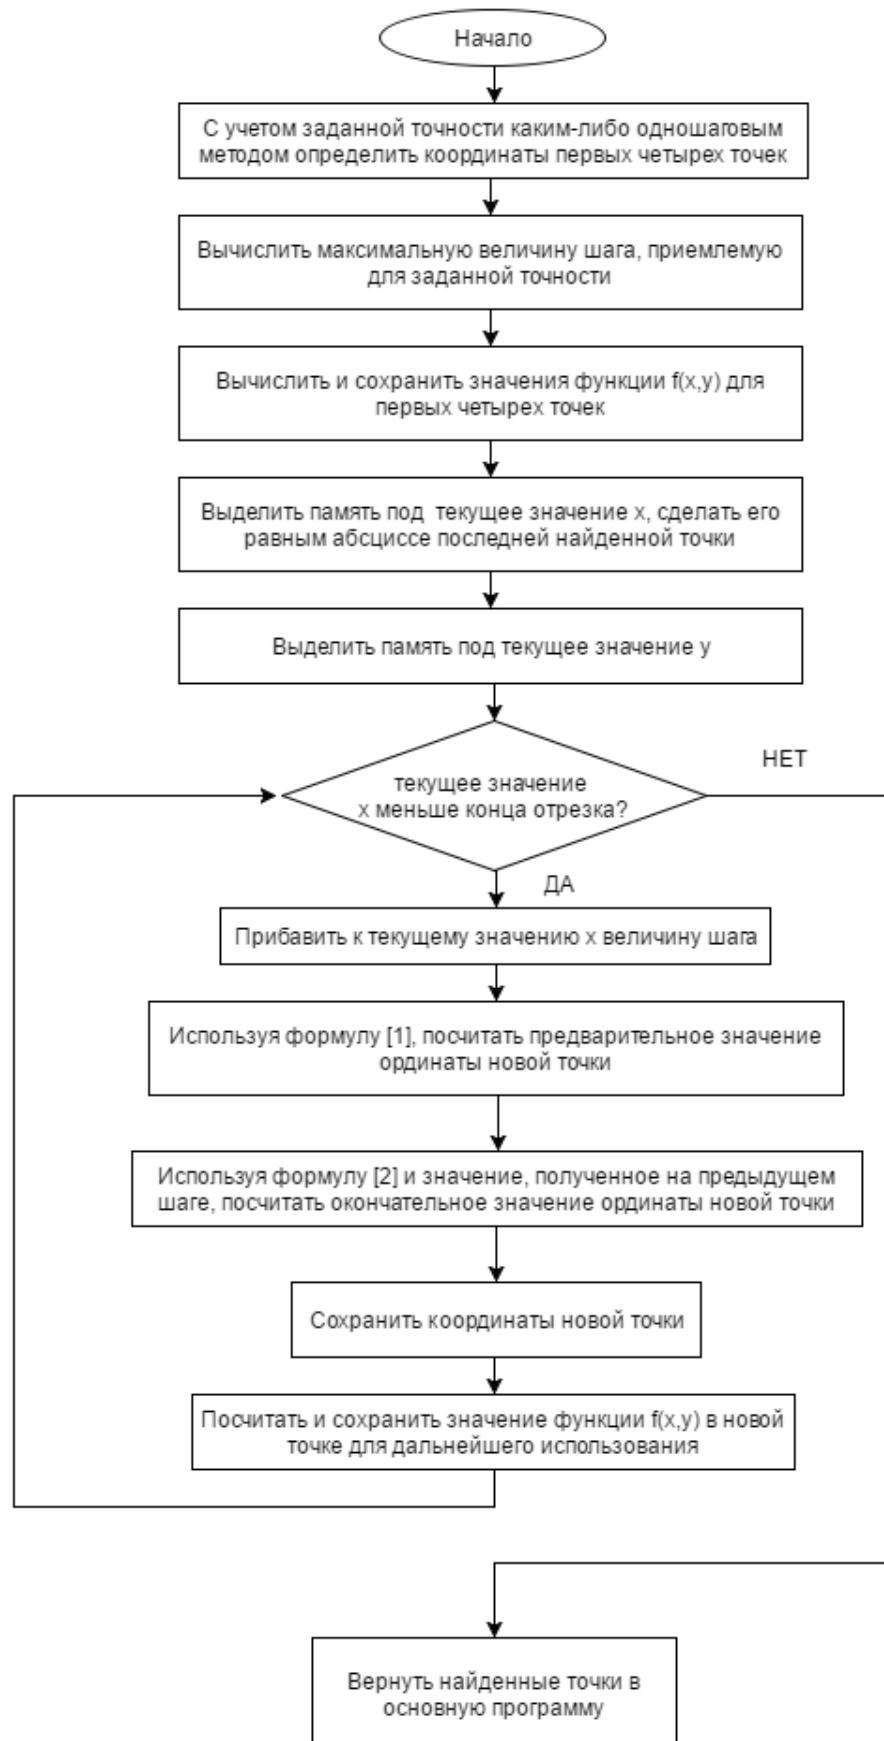 Начало
С учетом заданной точности каким-либо одношаговым
методом определить координаты первых четырех точек
Вычислить максимальную величину шага, приемлемую
для заданной точности
Вычислить и сохранить значения функции f(x,y) для
первых четырех точек
Выделить память под текущее значение x, сделать его
равным абсциссе последней найденной точки
Выделить память под текущее значение y
НЕТ
текущее значение
x меньше конца отрезка?
ДА
Прибавить к текущему значению x величину шага
Используя формулу [1], посчитать предварительное значение
ординаты новой точки
Используя формулу [2] и значение, полученное на предыдущем
шаге, посчитать окончательное значение ординаты новой точки
Сохранить координаты новой точки
Посчитать и сохранить значение функции f(x,y) в новой
точке для дальнейшего использования
Вернуть найденные точки в
основную программу